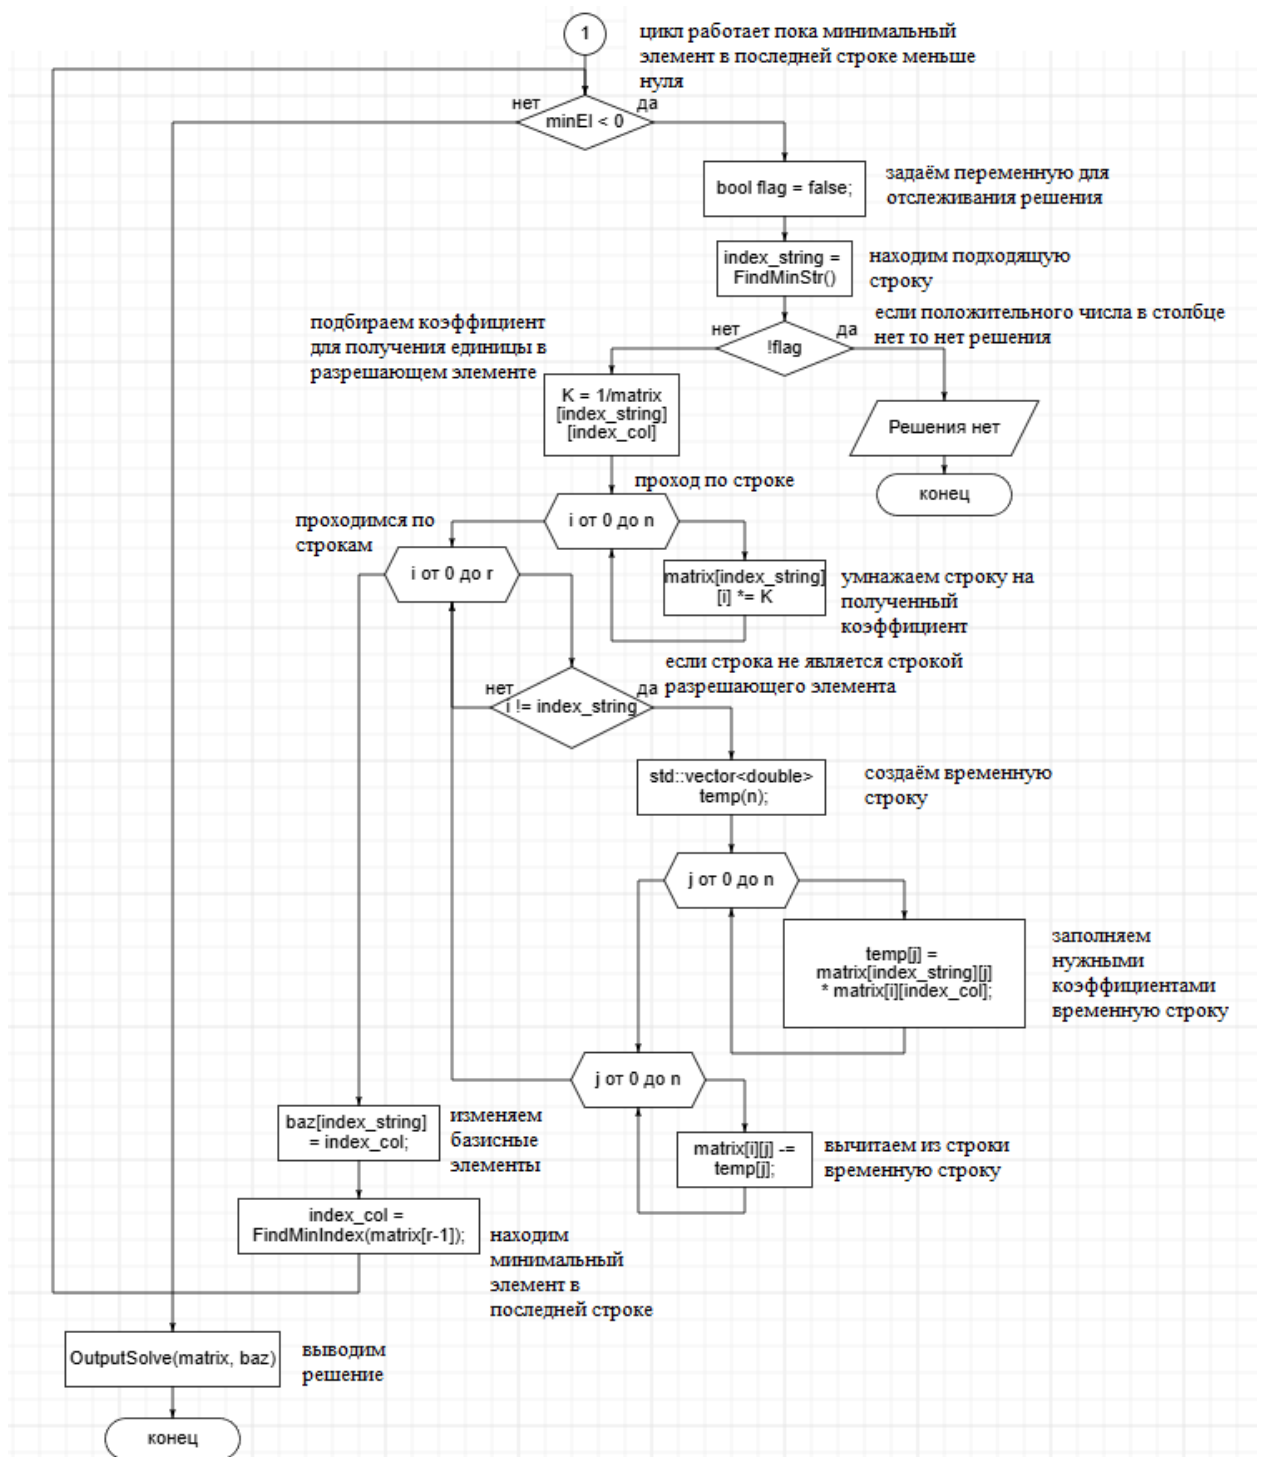 1
цикл работает пока минимальный
элемент в последней строке меньше
нуля
нет
да
minEl < 0
bool flag = false;
задаём переменную для
отслеживания решения
index_string =
FindMinStr()
находим подходящую
строку
если положительного числа в столбце
нет то нет решения
нет
да
!flag
подбираем коэффициент
для получения единицы в
разрешающем элементе
K = 1/matrix
[index_string]
[index_col]
Решения нет
конец
проход по строке
i от 0 до n
проходимся по
строкам
i от 0 до r
matrix[index_string]
[i] *= K
умнажаем строку на
полученный
коэффициент
если строка не является строкой
разрешающего элемента
нет
да
i != index_string
std::vector<double>
temp(n);
создаём временную
строку
j от 0 до n
temp[j] =
matrix[index_string][j]
* matrix[i][index_col];
заполняем
нужными
коэффициентами
временную строку
j от 0 до n
matrix[i][j] -=
temp[j];
вычитаем из строки
временную строку
baz[index_string]
= index_col;
изменяем
базисные
элементы
index_col =
FindMinIndex(matrix[r-1]);
находим
минимальный
элемент в
последней строке
OutputSolve(matrix, baz)
выводим
решение
конец